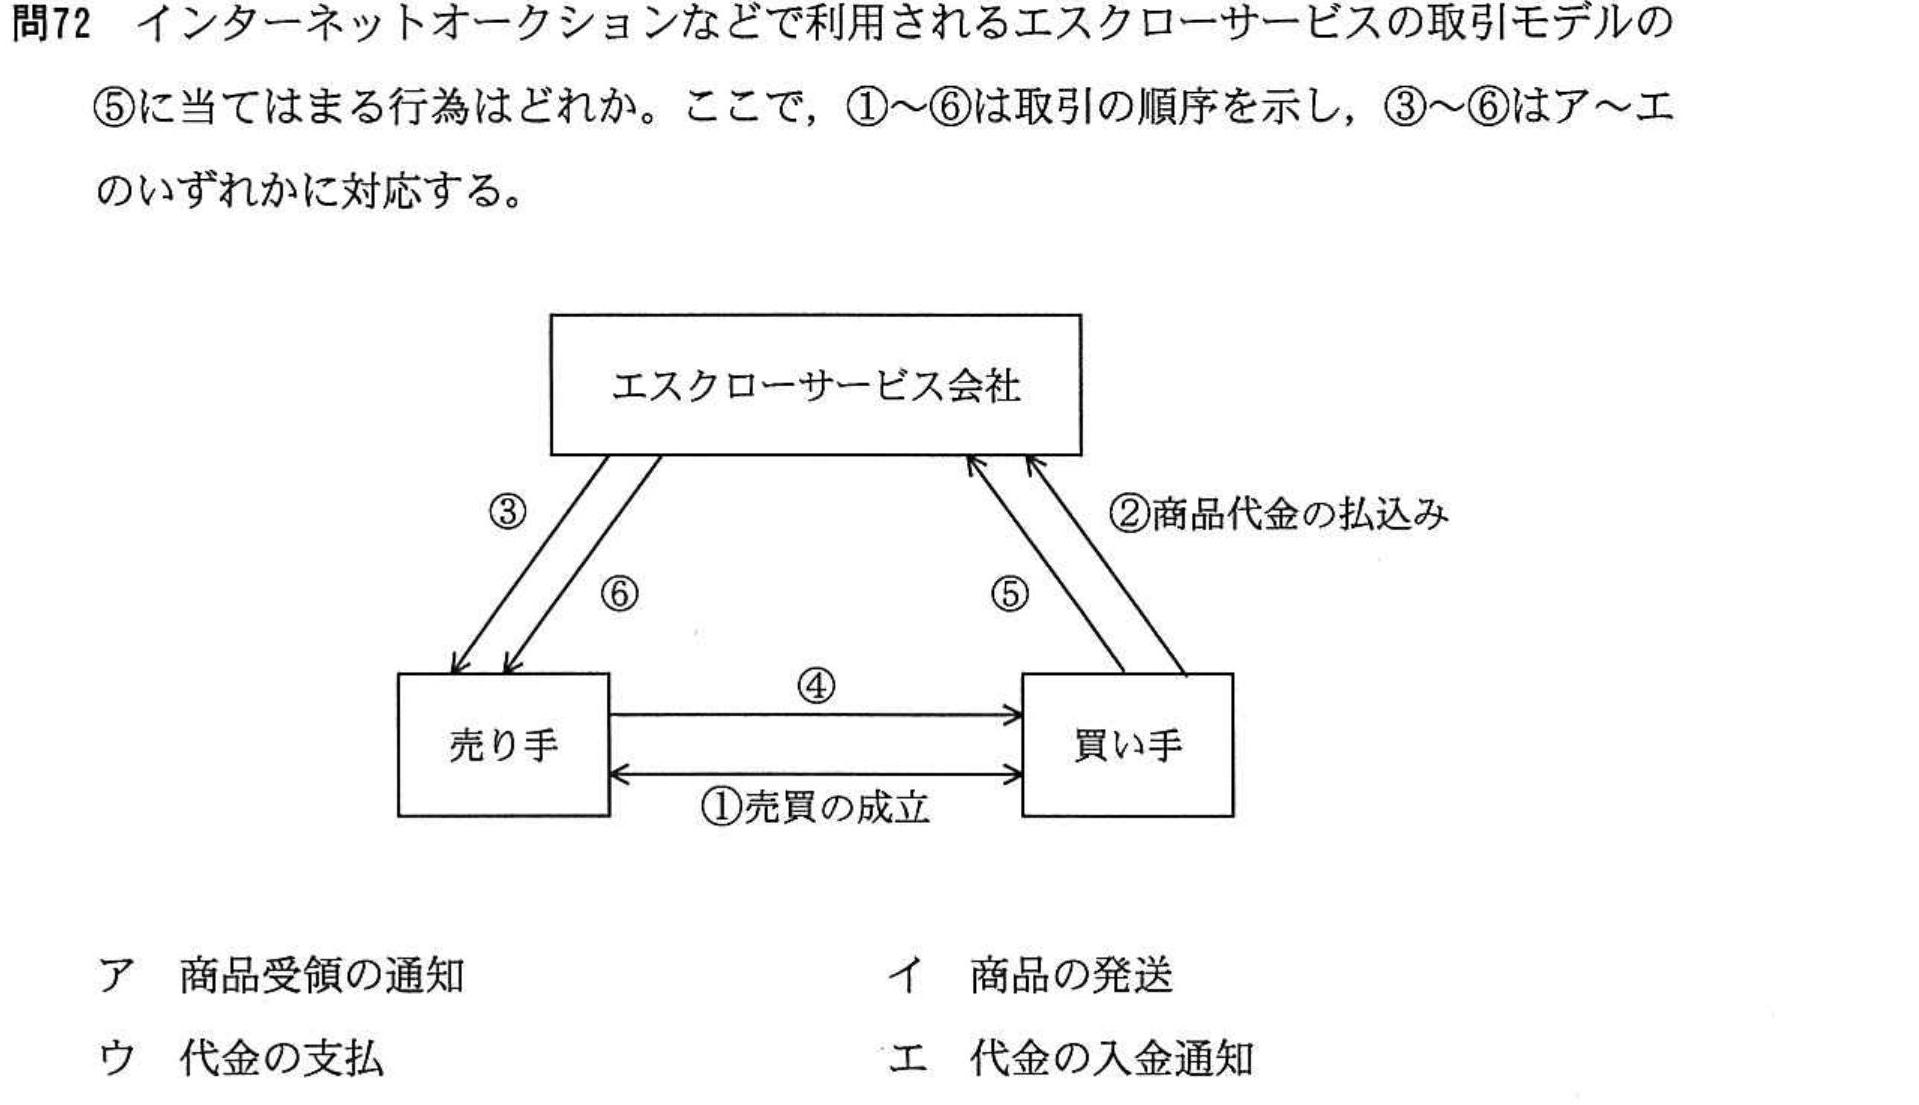 問72 インターネットオークションなどで利用されるエスクローサービスの取引モデルの
⑤に当てはまる行為はどれか。ここで，①～⑥は取引の順序を示し，③～⑥はア～エ
のいずれかに対応する。
エスクローサービス会社
③
②商品代金の払込み
⑥
⑤
④
売り手
買い手
①売買の成立
ア 商品受領の通知
イ 商品の発送
ウ 代金の支払
エ 代金の入金通知